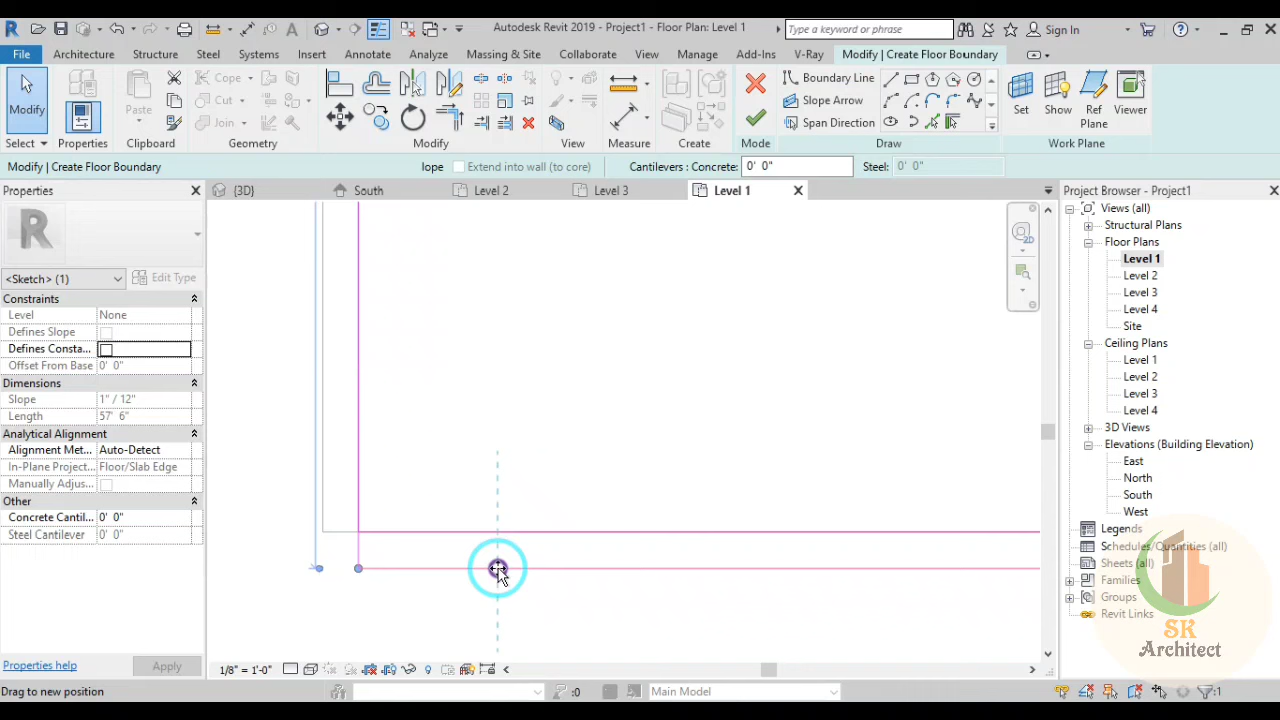 Autodesk Revit 2019 - Project1 - Floor Plan: Level 1
Type a keyword or phrase
Sign In
File Architecture Structure Steel Systems Insert Annotate Analyze Massing & Site Collaborate View Manage Add-Ins V-Ray Modify | Create Floor Boundary
Modify
Paste
Cope
Cut
Join
Boundary Line
Slope Arrow
Span Direction
Set Show Ref Plane Viewer
Select Properties Clipboard Geometry Modify View Measure Create Mode Draw Work Plane
Modify | Create Floor Boundary
lope Extend into wall (to core) Cantilevers : Concrete: 0' 0" Steel: 0' 0"
Properties
{3D} South Level 2 Level 3 Level 1
Project Browser - Project1
R
<Sketch> (1) Edit Type
Constraints
Level None
Defines Slope
Defines Consta...
Offset From Base 0' 0"
Dimensions
Slope 1" / 12"
Length 57' 6"
Analytical Alignment
Alignment Met... Auto-Detect
In-Plane Project... Floor/Slab Edge
Manually Adjus...
Other
Concrete Cantil... 0' 0"
Steel Cantilever 0' 0"
Properties help Apply
2D
Views (all)
Structural Plans
Floor Plans
Level 1
Level 2
Level 3
Level 4
Site
Ceiling Plans
Level 1
Level 2
Level 3
Level 4
3D Views
Elevations (Building Elevation)
East
North
South
West
Legends
Schedules/Quantities (all)
Sheets (all)
Families
Groups
Revit Links
SK
Architect
1/8" = 1'-0"
Drag to new position
:0
Main Model
:1